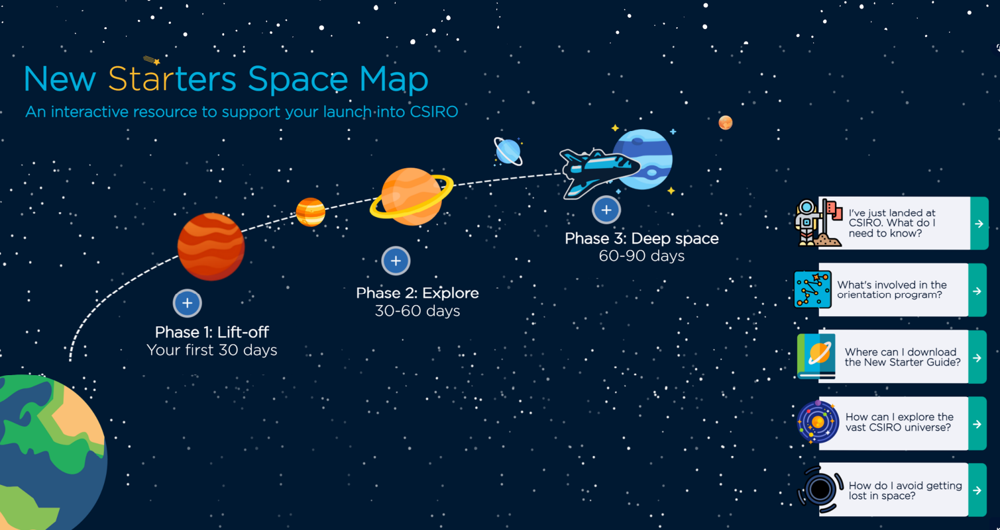 New Starters Space Map
An interactive resource to support your launch into CSIRO
Phase 1: Lift-off
Your first 30 days
Phase 2: Explore
30-60 days
Phase 3: Deep space
60-90 days
I've just landed at
CSIRO. What do I
need to know?
What's involved in the
orientation program?
Where can I download
the New Starter Guide?
How can I explore the
vast CSIRO universe?
How do I avoid getting
lost in space?